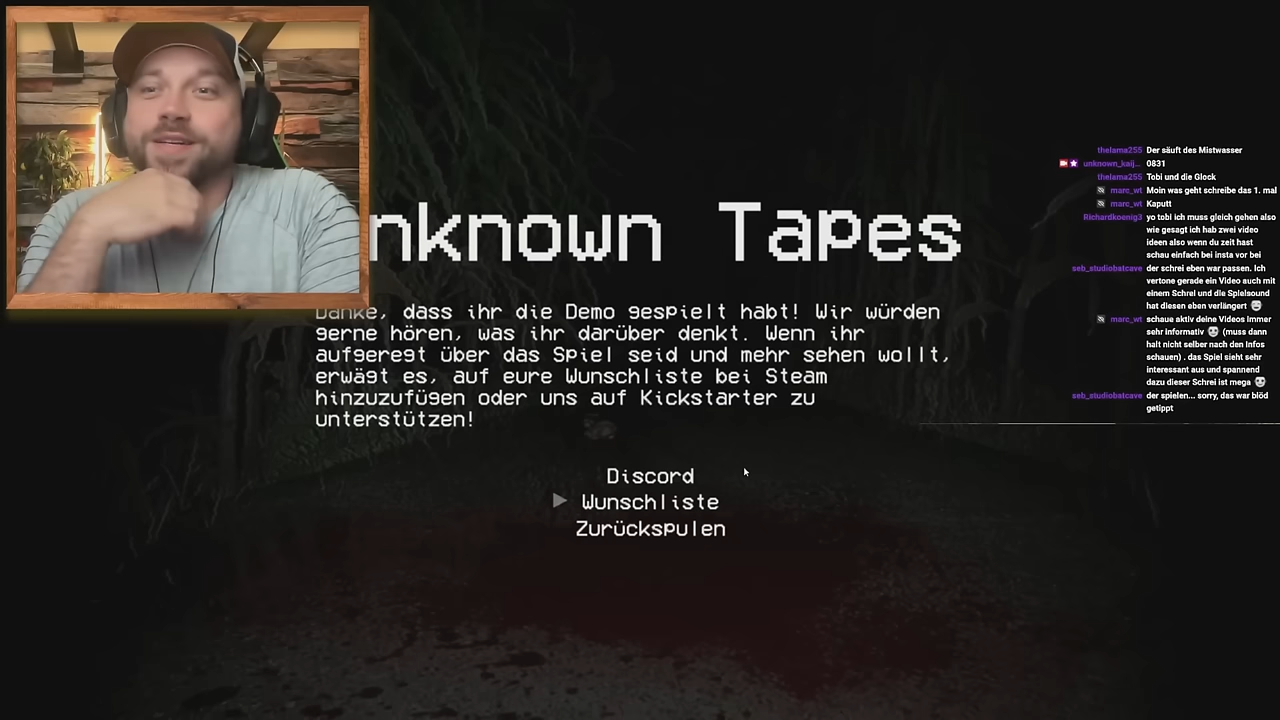 nknown Tapes
Danke, dass ihr die Demo gespielt habt! Wir würden
gerne hören, was ihr darüber denkt. Wenn ihr
aufgeregt über das Spiel seid und mehr sehen wollt,
erwägt es, auf eure Wunschliste bei Steam
hinzuzufügen oder uns auf Kickstarter zu
unterstützen!
Discord
Wunschliste
Zurückspulen
thelama255 Der säuft des Mistwasser
unknown_kaij... 0831
thelama255 Tobi und die Glock
marc_wt Moin was geht schreibe das 1. mal
marc_wt Kaputt
Richardkoenig3 yo tobi ich muss gleich gehen also
wie gesagt ich hab zwei video
ideen also wenn du zeit hast
schau einfach bei insta vor bei
seb_studiobatcave der schrei eben war passen. Ich
vertone gerade ein Video auch mit
einem Schrei und die Spielsound
hat diesen eben verlängert
marc_wt schaue aktiv deine Videos immer
sehr informativ (muss dann
halt nicht selber nach den Infos
schauen) . das Spiel sieht sehr
interessant aus und spannend
dazu dieser Schrei ist mega
seb_studiobatcave der spielen... sorry, das war blöd
getippt